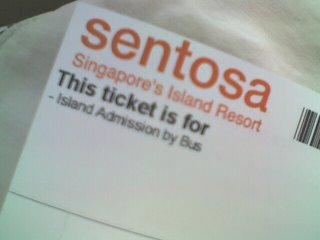 sentosa
Singapore's Island Resort
This ticket is for
- Island Admission by Bus